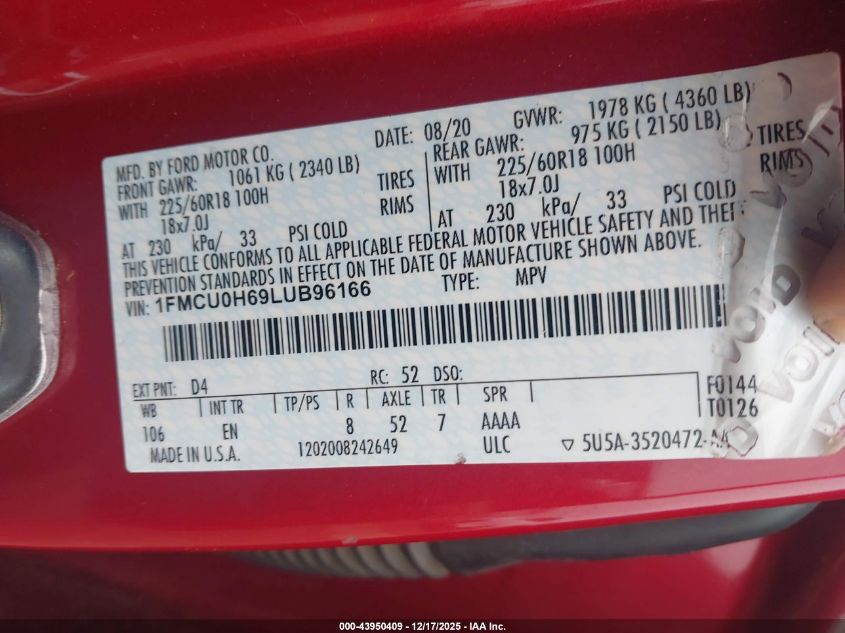 MFD. BY FORD MOTOR CO. DATE: 08/20 GVWR: 1978 KG ( 4360 LB)
FRONT GAWR: 1061 KG ( 2340 LB) REAR GAWR: 975 KG ( 2150 LB)
WITH 225/60R18 100H TIRES WITH 225/60R18 100H TIRES
18x7.0J RIMS 18x7.0J RIMS
AT 230 kPa/ 33 PSI COLD AT 230 kPa/ 33 PSI COLD
THIS VEHICLE CONFORMS TO ALL APPLICABLE FEDERAL MOTOR VEHICLE SAFETY AND THEFT
PREVENTION STANDARDS IN EFFECT ON THE DATE OF MANUFACTURE SHOWN ABOVE.
VIN: 1FMCU0H69LUB96166 TYPE: MPV
EXT PNT: D4 RC: 52 DSO: F0144
WB INT TR TP/PS R AXLE TR SPR T0126
106 EN 8 52 7 AAAA
MADE IN U.S.A. 1202008242649 ULC ▽ 5U5A-3520472-AA
VOID VOID
VOID
000-43950409 - 12/17/2025 - IAA Inc.